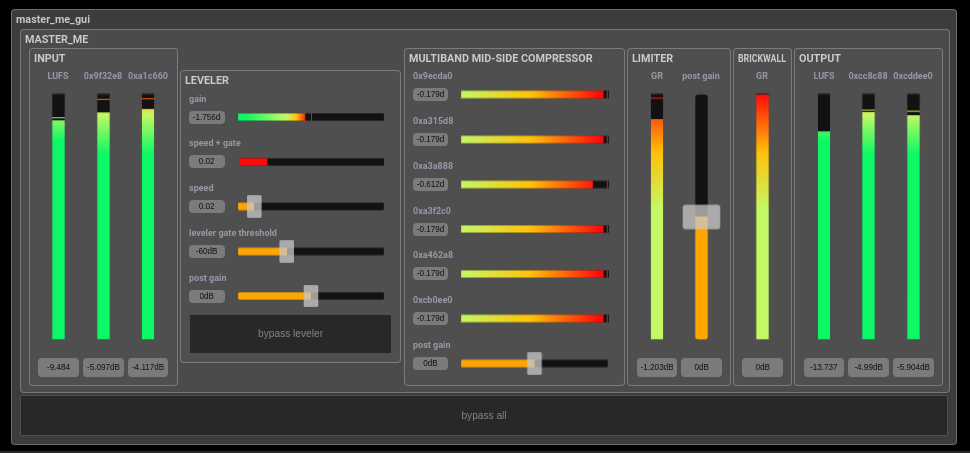 master_me_gui
MASTER_ME
INPUT
LUFS 0x9f32e8 0xa1c660
-9.484 -5.097dB -4.117dB
LEVELER
gain
-1.756d
speed + gate
0.02
speed
0.02
leveler gate threshold
-60dB
post gain
0dB
bypass leveler
MULTIBAND MID-SIDE COMPRESSOR
0x9ecda0
-0.179d
0xa315d8
-0.179d
0xa3a888
-0.612d
0xa3f2c0
-0.179d
0xa462a8
-0.179d
0xcb0ee0
-0.179d
post gain
0dB
LIMITER
GR post gain
-1.203dB 0dB
BRICKWALL
GR
0dB
OUTPUT
LUFS 0xcc8c88 0xcddee0
-13.737 -4.99dB -5.904dB
bypass all